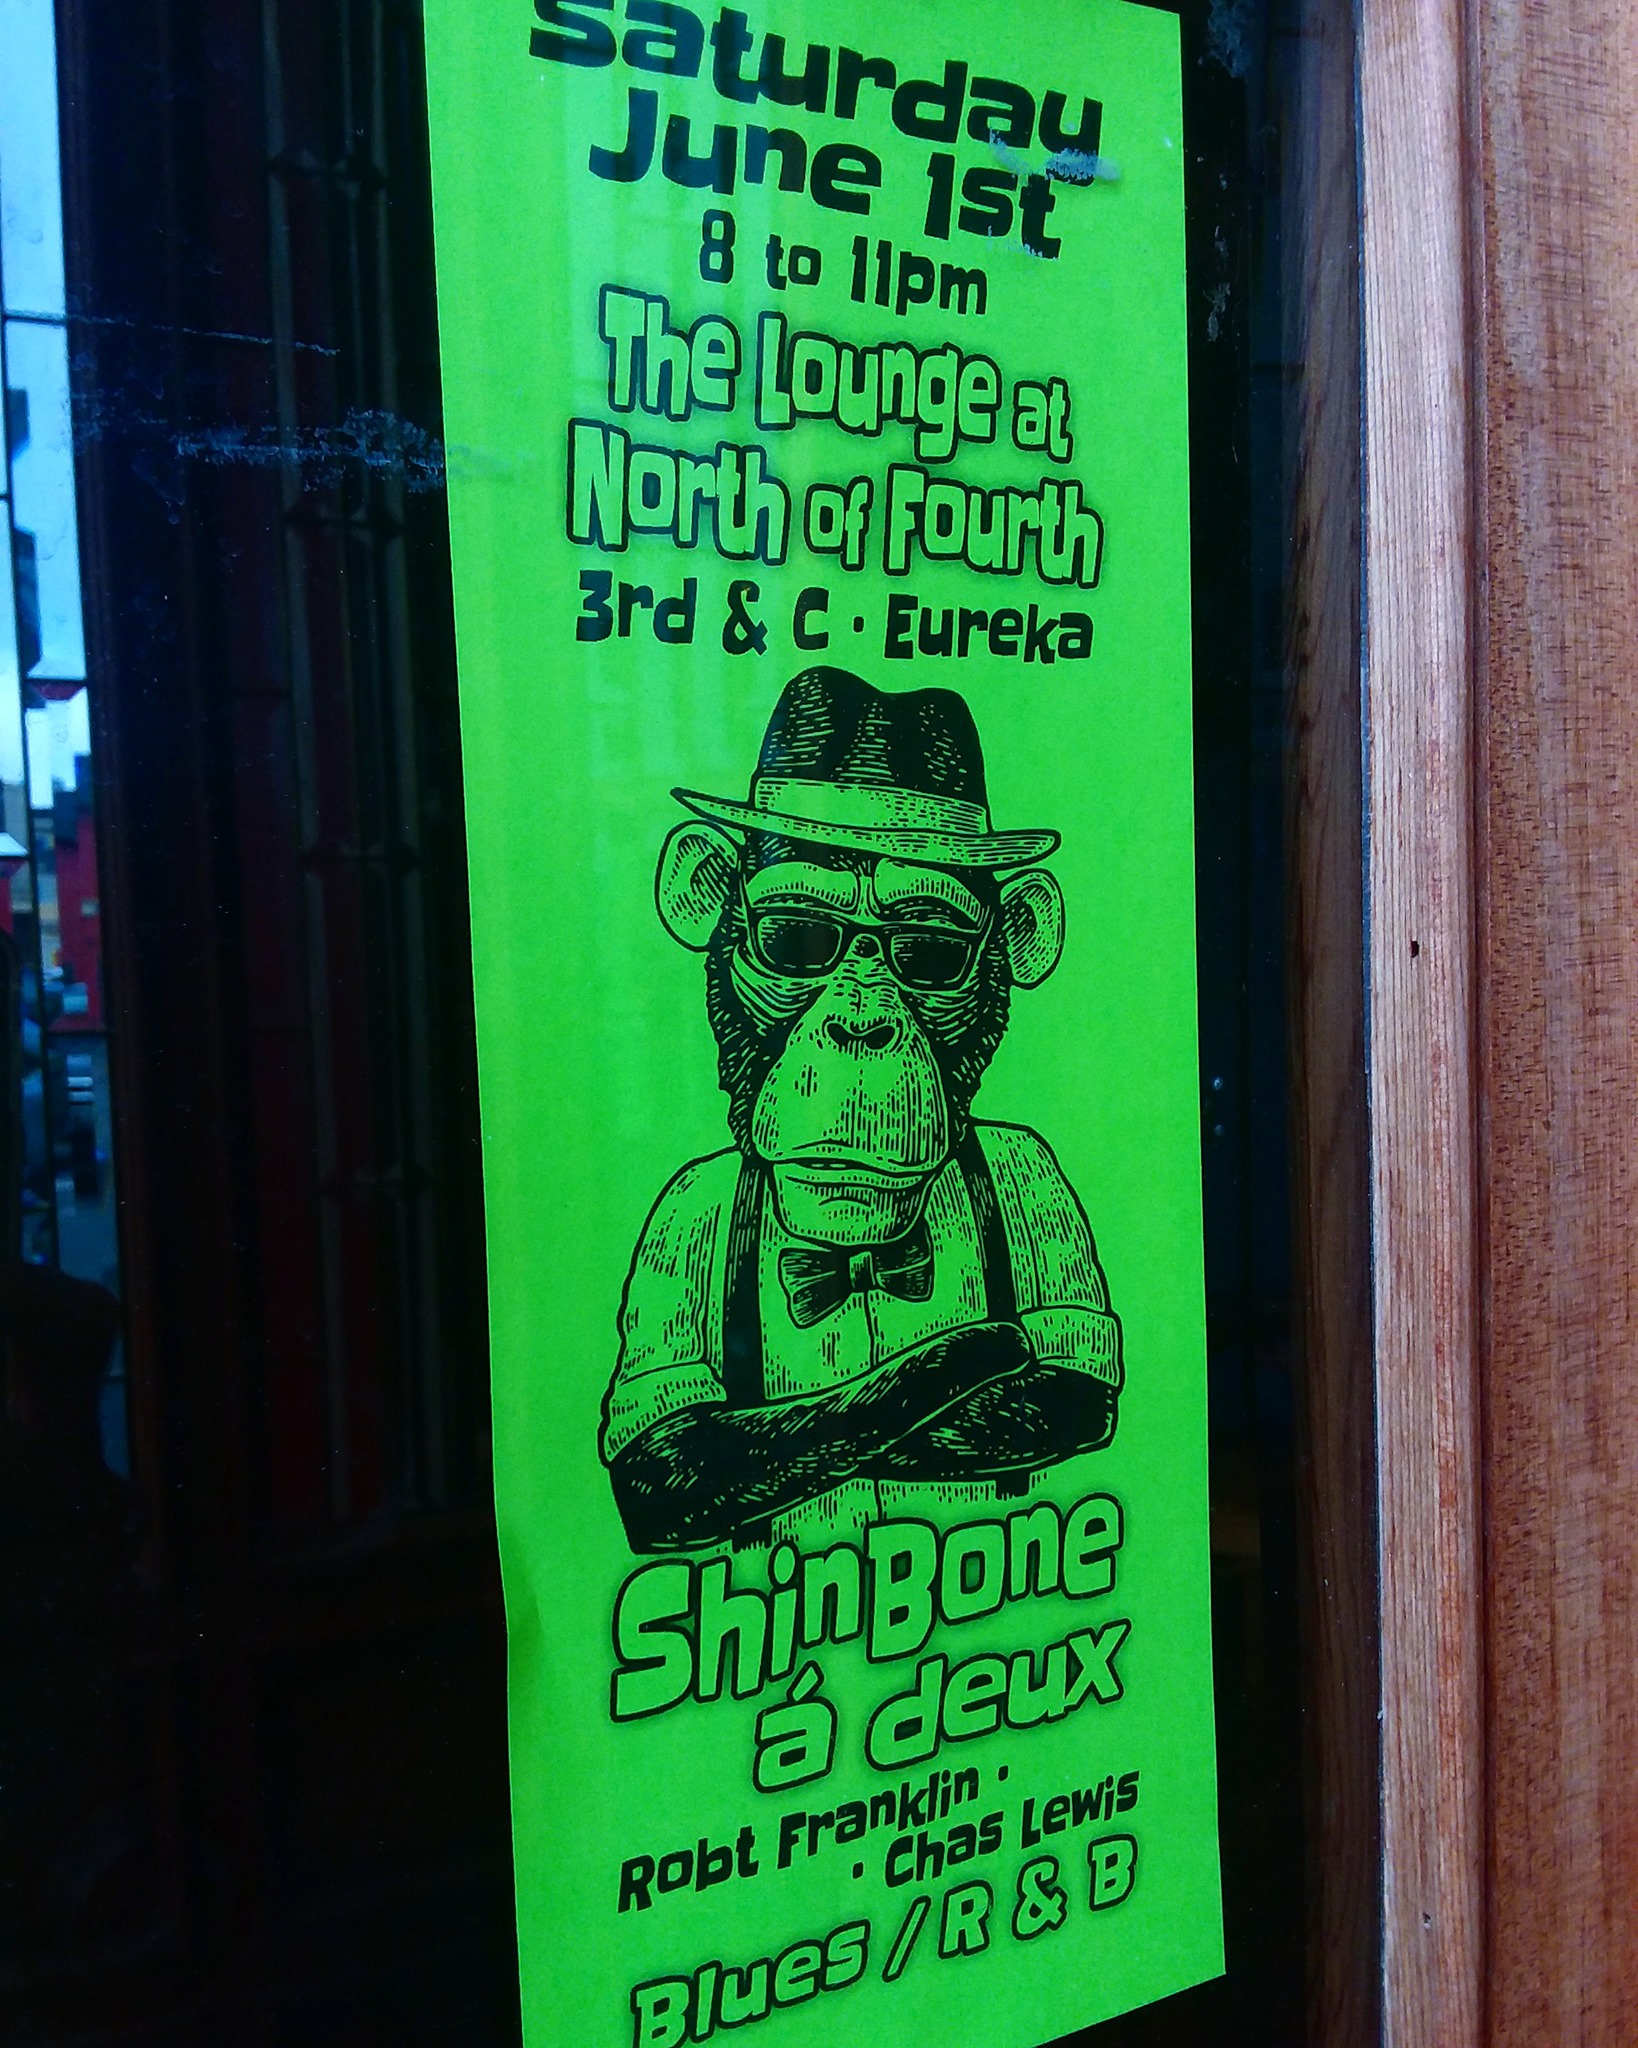 Saturday
June 1st
8 to 11pm
The Lounge at
North of Fourth
3rd & C · Eureka
ShinBone
á deux
Robt Franklin ·
· Chas Lewis
Blues / R & B